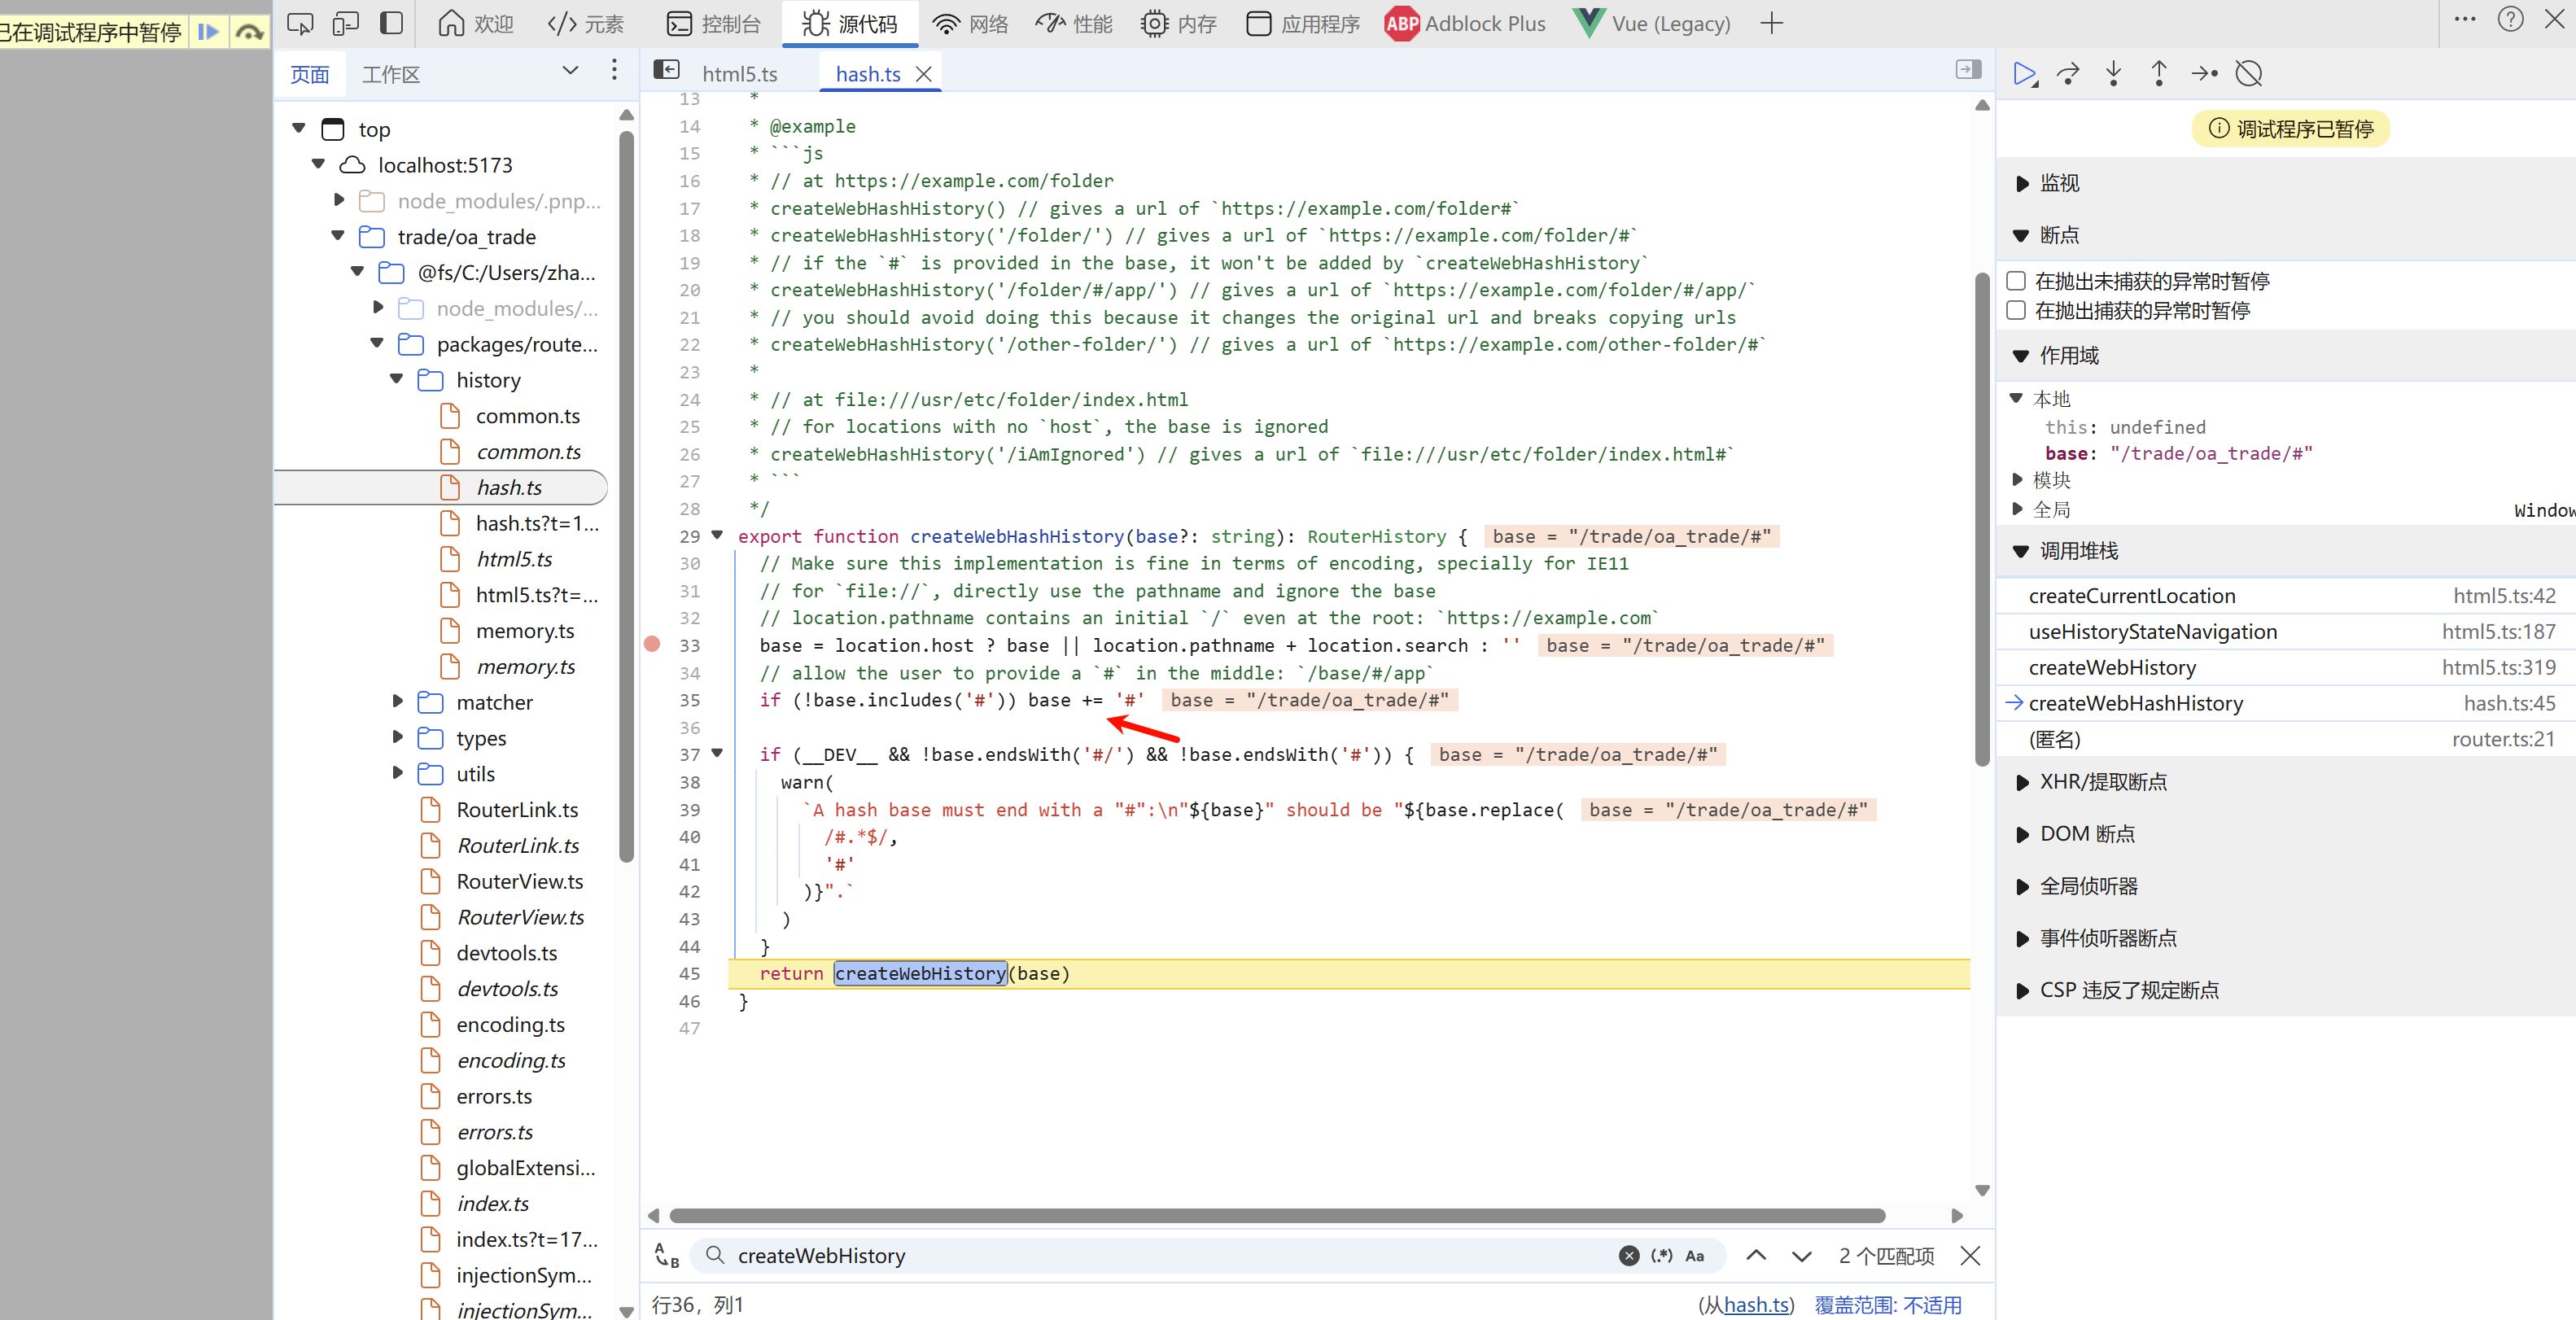 已在调试程序中暂停
欢迎
元素
控制台
源代码
网络
性能
内存
应用程序
ABP Adblock Plus
Vue (Legacy)
页面
工作区
top
localhost:5173
node_modules/.pnp...
trade/oa_trade
@fs/C:/Users/zha...
node_modules/...
packages/route...
history
common.ts
common.ts
hash.ts
hash.ts?t=1...
html5.ts
html5.ts?t=...
memory.ts
memory.ts
matcher
types
utils
RouterLink.ts
RouterLink.ts
RouterView.ts
RouterView.ts
devtools.ts
devtools.ts
encoding.ts
encoding.ts
errors.ts
errors.ts
globalExtensi...
index.ts
index.ts?t=17...
injectionSym...
injectionSym...
html5.ts
hash.ts
13 *
14 * @example
15 * ```js
16 * // at https://example.com/folder
17 * createWebHashHistory() // gives a url of `https://example.com/folder#`
18 * createWebHashHistory('/folder/') // gives a url of `https://example.com/folder/#`
19 * // if the `#` is provided in the base, it won't be added by `createWebHashHistory`
20 * createWebHashHistory('/folder/#/app/') // gives a url of `https://example.com/folder/#/app/`
21 * // you should avoid doing this because it changes the original url and breaks copying urls
22 * createWebHashHistory('/other-folder/') // gives a url of `https://example.com/other-folder/#`
23 *
24 * // at file:///usr/etc/folder/index.html
25 * // for locations with no `host`, the base is ignored
26 * createWebHashHistory('/iAmIgnored') // gives a url of `file:///usr/etc/folder/index.html#`
27 * ```
28 */
29 export function createWebHashHistory(base?: string): RouterHistory { base = "/trade/oa_trade/#"
30 // Make sure this implementation is fine in terms of encoding, specially for IE11
31 // for `file://`, directly use the pathname and ignore the base
32 // location.pathname contains an initial `/` even at the root: `https://example.com`
33 base = location.host ? base || location.pathname + location.search : '' base = "/trade/oa_trade/#"
34 // allow the user to provide a `#` in the middle: `/base/#/app`
35 if (!base.includes('#')) base += '#' base = "/trade/oa_trade/#"
36
37 if (__DEV__ && !base.endsWith('#/') && !base.endsWith('#')) { base = "/trade/oa_trade/#"
38 warn(
39 `A hash base must end with a "#":\n"${base}" should be "${base.replace( base = "/trade/oa_trade/#"
40 /#.*$/,
41 '#'
42 )}".`
43 )
44 }
45 return createWebHistory(base)
46 }
47
A B createWebHistory
(.*) Aa
2 个匹配项
行36，列1
(从hash.ts) 覆盖范围: 不适用
调试程序已暂停
监视
断点
在抛出未捕获的异常时暂停
在抛出捕获的异常时暂停
作用域
本地
this: undefined
base: "/trade/oa_trade/#"
模块
全局 Window
调用堆栈
createCurrentLocation html5.ts:42
useHistoryStateNavigation html5.ts:187
createWebHistory html5.ts:319
createWebHashHistory hash.ts:45
(匿名) router.ts:21
XHR/提取断点
DOM 断点
全局侦听器
事件侦听器断点
CSP 违反了规定断点